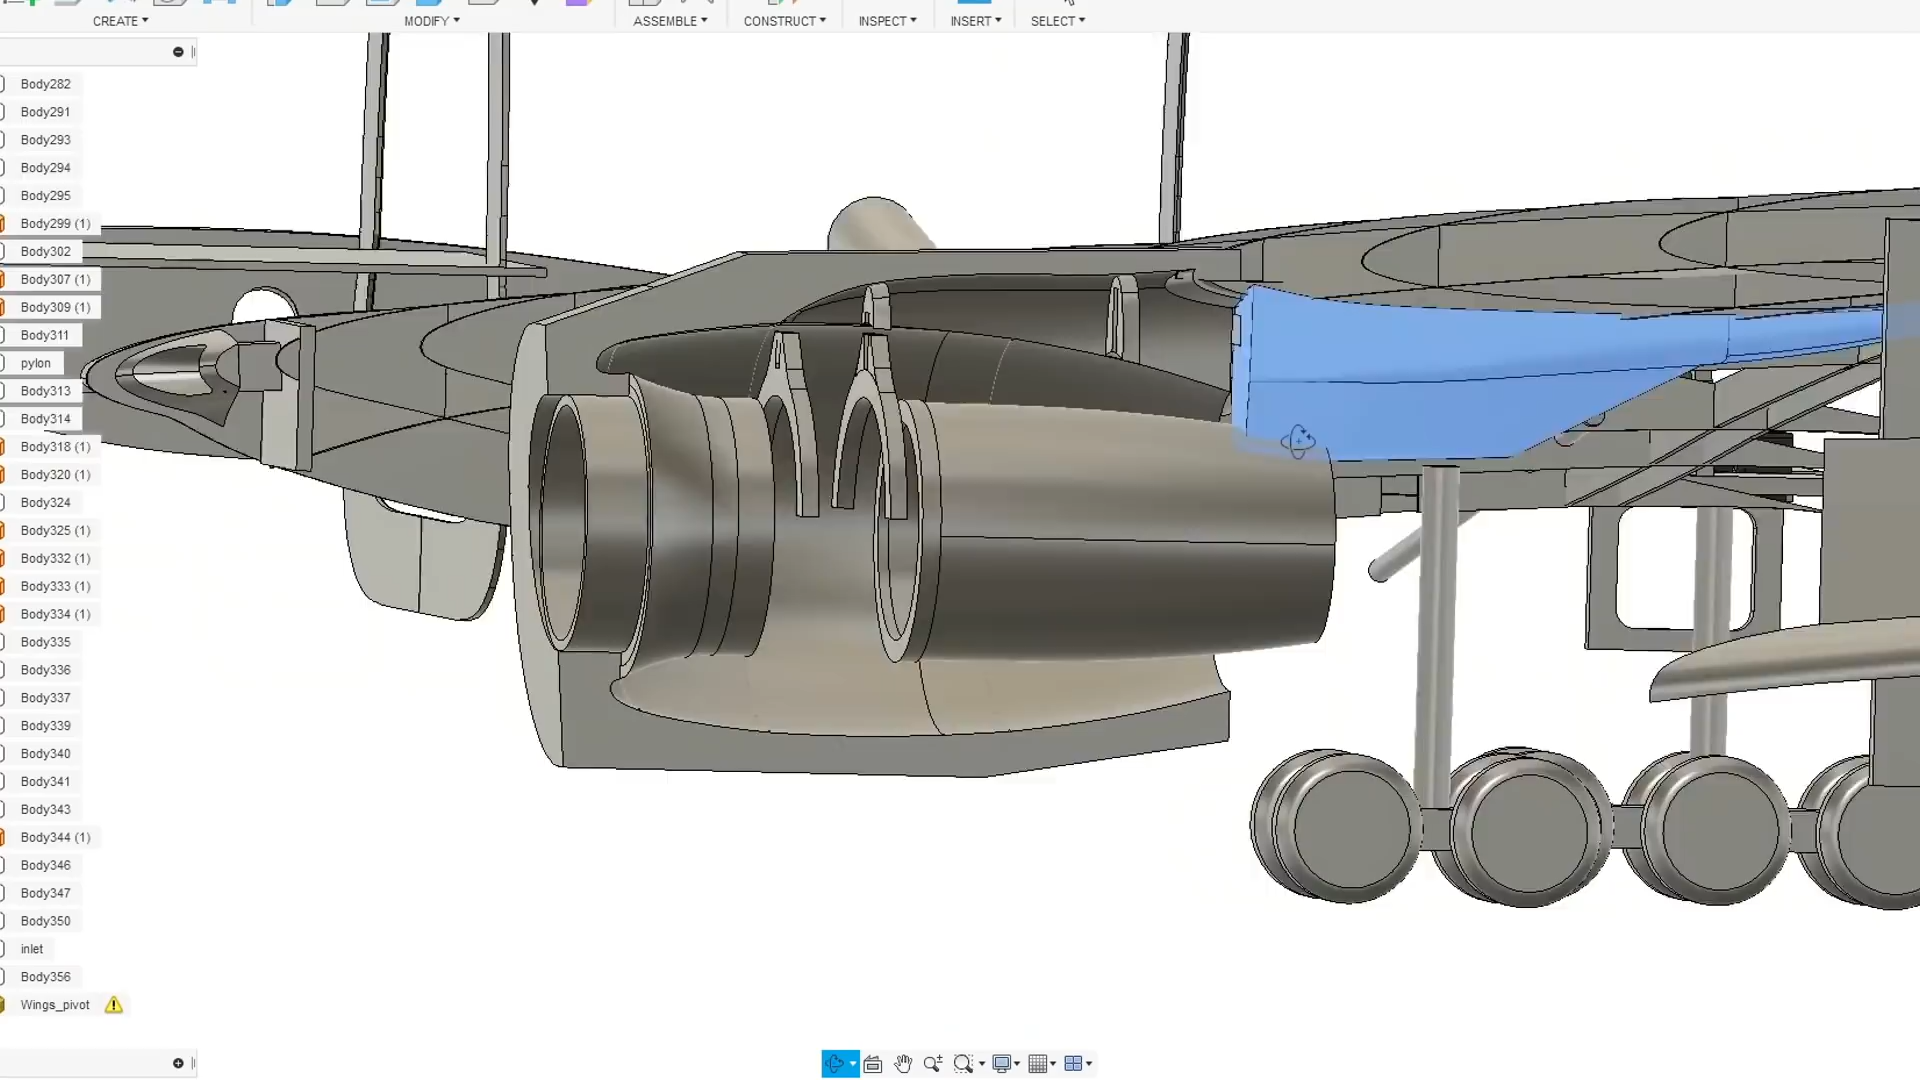 CREATE
MODIFY
ASSEMBLE
CONSTRUCT
INSPECT
INSERT
SELECT
Body282
Body291
Body293
Body294
Body295
Body299 (1)
Body302
Body307 (1)
Body309 (1)
Body311
pylon
Body313
Body314
Body318 (1)
Body320 (1)
Body324
Body325 (1)
Body332 (1)
Body333 (1)
Body334 (1)
Body335
Body336
Body337
Body339
Body340
Body341
Body343
Body344 (1)
Body346
Body347
Body350
inlet
Body356
Wings_pivot